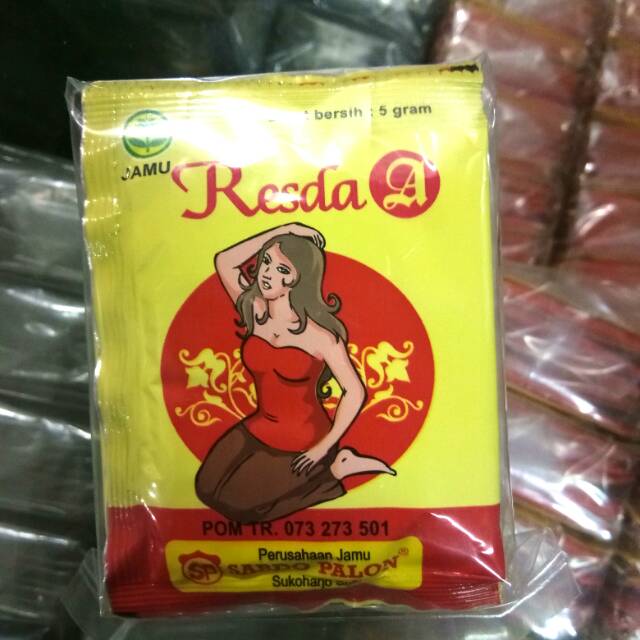 bersih : 5 gram
JAMU
Resda A
POM TR. 073 273 501
Perusahaan Jamu
SP SABDO PALON®
Sukoharjo